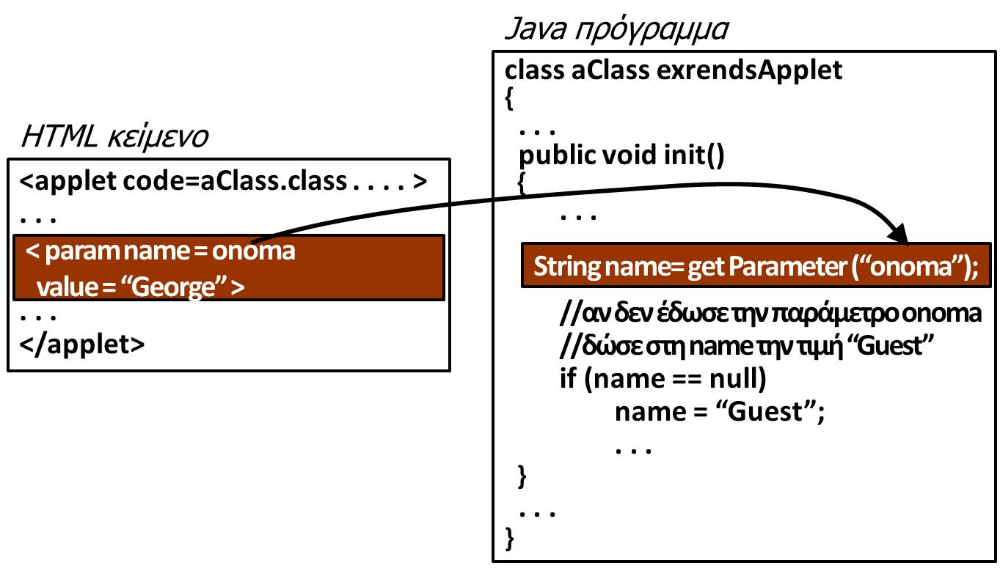 HTML κείμενο
<applet code=aClass.class . . . . >
. . .
< param name = onoma
value = “George” >
. . .
</applet>
Java πρόγραμμα
class aClass exrendsApplet
{
. . .
public void init()
{
. . .
String name= get Parameter (“onoma”);
//αν δεν έδωσε την παράμετρο onoma
//δώσε στη name την τιμή “Guest”
if (name == null)
name = “Guest”;
. . .
}
. . .
}